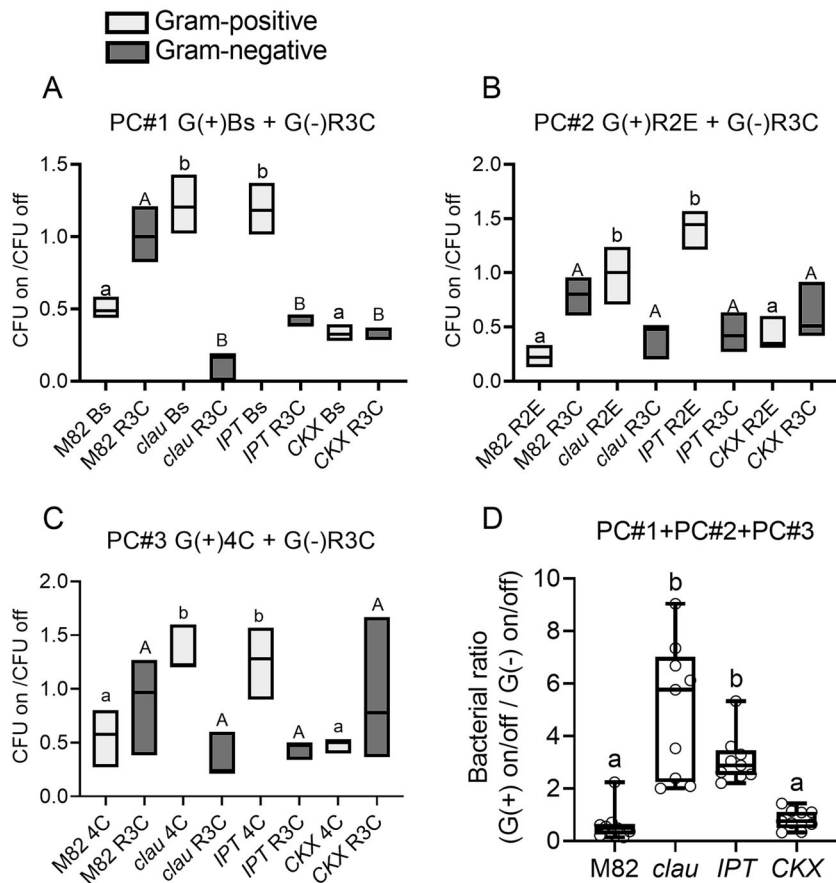 Gram-positive
Gram-negative
A
PC#1 G(+)Bs + G(-)R3C
CFU on /CFU off
1.5
1.0
0.5
0.0
a
A
b
B
b
B
a
B
M82 Bs
M82 R3C
clau Bs
clau R3C
IPT Bs
IPT R3C
CKX Bs
CKX R3C
B
PC#2 G(+)R2E + G(-)R3C
CFU on /CFU off
2.0
1.5
1.0
0.5
0.0
a
A
b
A
b
A
a
A
M82 R2E
M82 R3C
clau R2E
clau R3C
IPT R2E
IPT R3C
CKX R2E
CKX R3C
C
PC#3 G(+)4C + G(-)R3C
CFU on /CFU off
2.0
1.5
1.0
0.5
0.0
a
A
b
A
b
A
a
A
M82 4C
M82 R3C
clau 4C
clau R3C
IPT 4C
IPT R3C
CKX 4C
CKX R3C
D
PC#1+PC#2+PC#3
Bacterial ratio
(G(+) on/off / G(-) on/off)
10
8
6
4
2
0
a
b
b
a
M82
clau
IPT
CKX